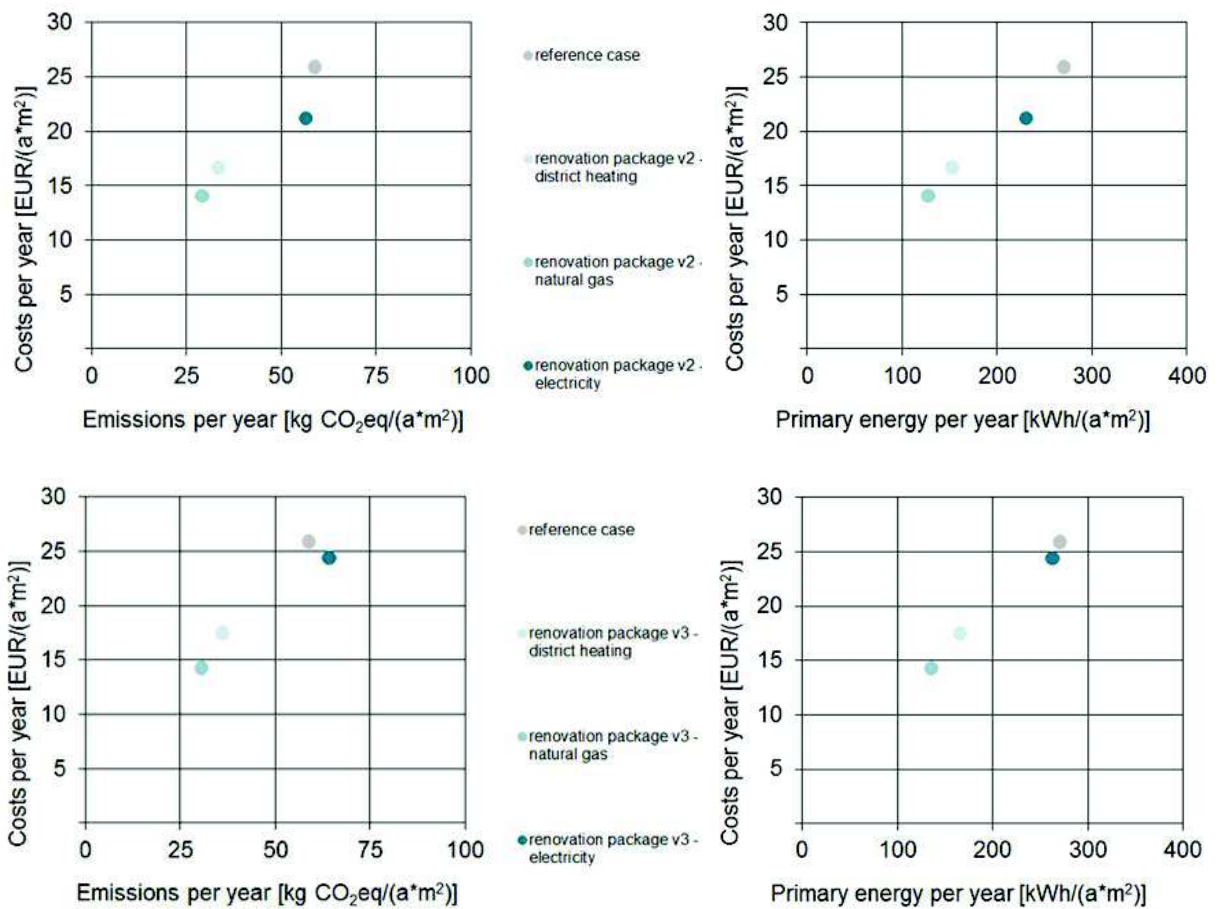 Costs per year [EUR/(a*m²)]
30
25
20
15
10
5
0
25
50
75
100
Emissions per year [kg CO₂eq/(a*m²)]
reference case
renovation package v2 -
district heating
renovation package v2 -
natural gas
renovation package v2 -
electricity
Costs per year [EUR/(a*m²)]
30
25
20
15
10
5
0
100
200
300
400
Primary energy per year [kWh/(a*m²)]
Costs per year [EUR/(a*m²)]
30
25
20
15
10
5
0
25
50
75
100
Emissions per year [kg CO₂eq/(a*m²)]
reference case
renovation package v3 -
district heating
renovation package v3 -
natural gas
renovation package v3 -
electricity
Costs per year [EUR/(a*m²)]
30
25
20
15
10
5
0
100
200
300
400
Primary energy per year [kWh/(a*m²)]